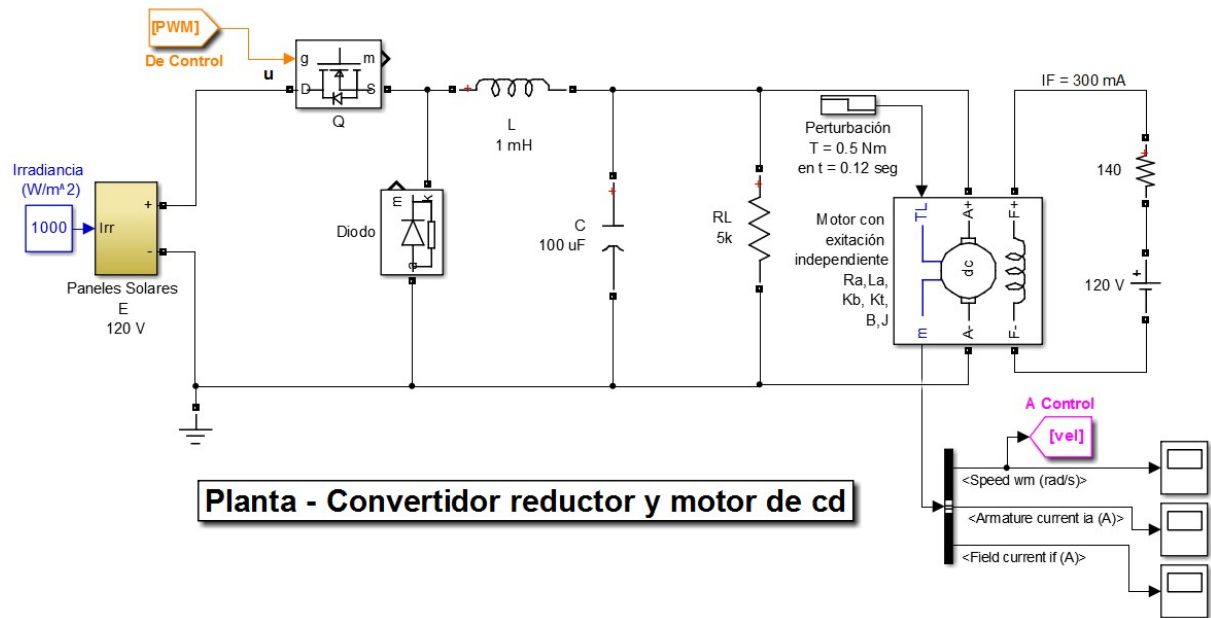 [PWM]
De Control
u
g
m
D
S
Q
L
1 mH
IF = 300 mA
Perturbación
T = 0.5 Nm
en t = 0.12 seg
140
Irradiancia
(W/m^2)
1000
Irr
+
-
Paneles Solares
E
120 V
m
k
a
Diodo
C
100 uF
RL
5k
Motor con
exitación
independiente
Ra,La,
Kb, Kt,
B,J
TL
A+
F+
dc
m
A-
F-
+
120 V
A Control
[vel]
<Speed wm (rad/s)>
<Armature current ia (A)>
<Field current if (A)>
Planta - Convertidor reductor y motor de cd